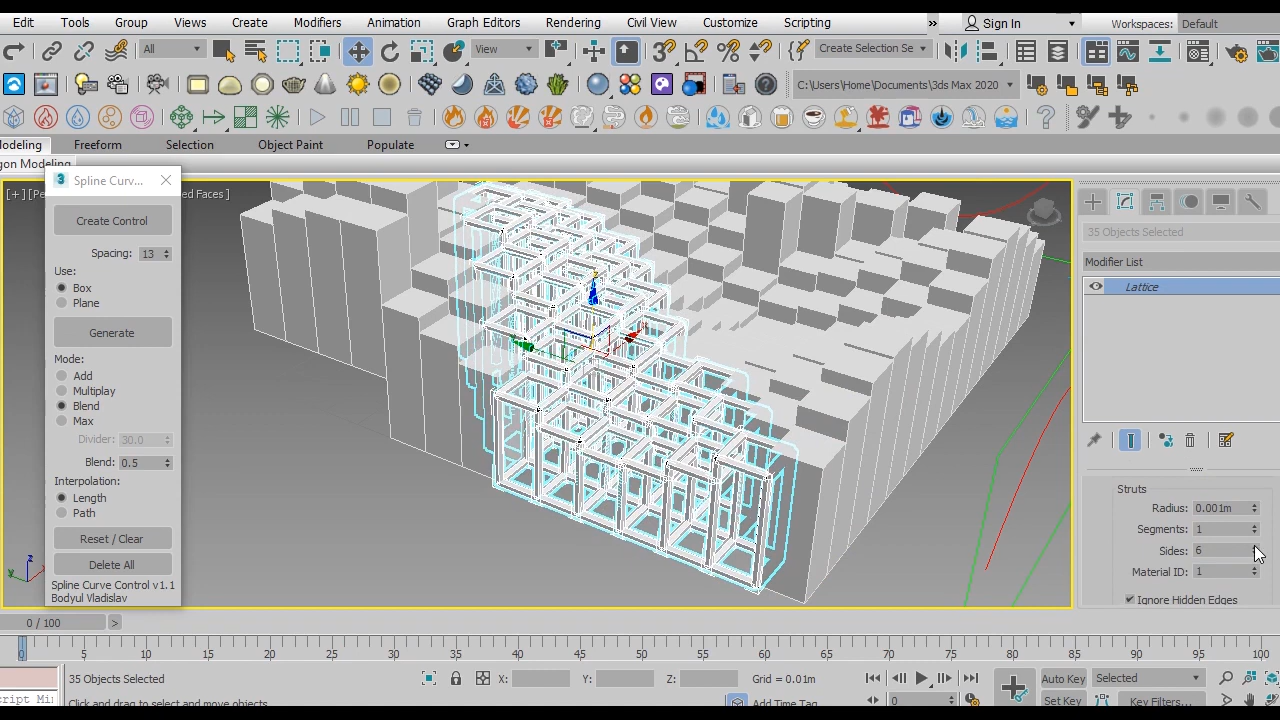 Edit Tools Group Views Create Modifiers Animation Graph Editors Rendering Civil View Customize Scripting » Sign In Workspaces: Default
All View Create Selection Se
C:\Users\Home\Documents\3ds Max 2020
odeling Freeform Selection Object Paint Populate
gon Modeling
3 Spline Curv...
[+] [Pe ed Faces ]
Create Control
Spacing: 13
Use:
Box
Plane
Generate
Mode:
Add
Multiplay
Blend
Max
Divider: 30.0
Blend: 0.5
Interpolation:
Length
Path
Reset / Clear
Delete All
Spline Curve Control v1.1
Bodyul Vladislav
z
y
35 Objects Selected
Modifier List
Lattice
Struts
Radius: 0.001m
Segments: 1
Sides: 6
Material ID: 1
Ignore Hidden Edges
0 / 100 >
0 5 10 15 20 25 30 35 40 45 50 55 60 65 70 75 80 85 90 95 100
35 Objects Selected X: Y: Z: Grid = 0.01m Auto Key Selected
cript Mi Click and drag to select and move objects Add Time Tag 0 Set Key Key Filters...